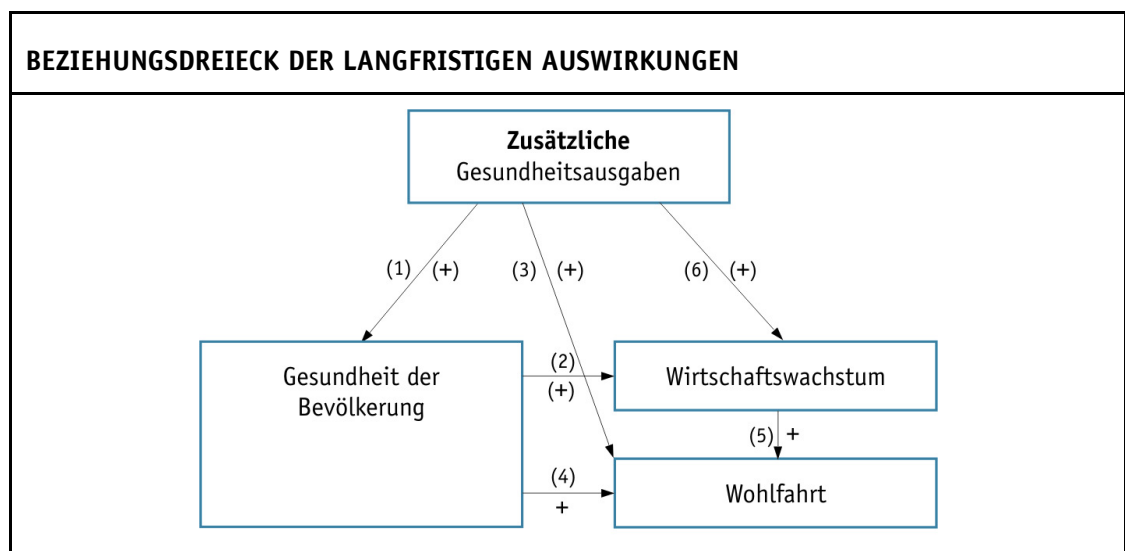 BEZIEHUNGSDREIECK DER LANGFRISTIGEN AUSWIRKUNGEN
Zusätzliche
Gesundheitsausgaben
(1) (+) (3) (+) (6) (+)
Gesundheit der
Bevölkerung
(2)
(+)
Wirtschaftswachstum
(5) +
(4)
+
Wohlfahrt